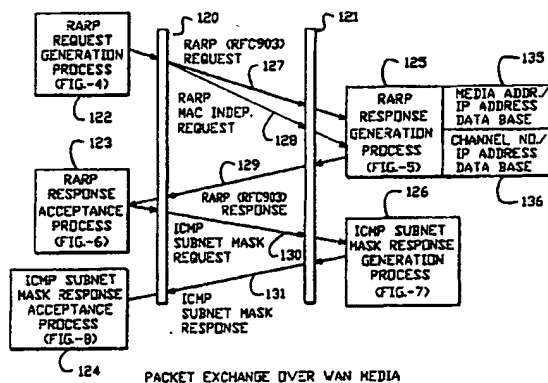 120
121
RARP
REQUEST
GENERATION
PROCESS
(FIG.-4)
122
RARP (RFC903)
REQUEST
127
RARP
MAC INDEP.
REQUEST
128
125
135
RARP
RESPONSE
GENERATION
PROCESS
(FIG.-5)
MEDIA ADDR./
IP ADDRESS
DATA BASE
CHANNEL NO./
IP ADDRESS
DATA BASE
136
123
129
RARP
RESPONSE
ACCEPTANCE
PROCESS
(FIG.-6)
RARP (RFC903)
RESPONSE
ICMP
SUBNET MASK
REQUEST
130
126
ICMP SUBNET
MASK RESPONSE
GENERATION
PROCESS
(FIG.-7)
ICMP SUBNET
MASK RESPONSE
ACCEPTANCE
PROCESS
(FIG.-8)
124
131
ICMP
SUBNET MASK
RESPONSE
PACKET EXCHANGE OVER WAN MEDIA